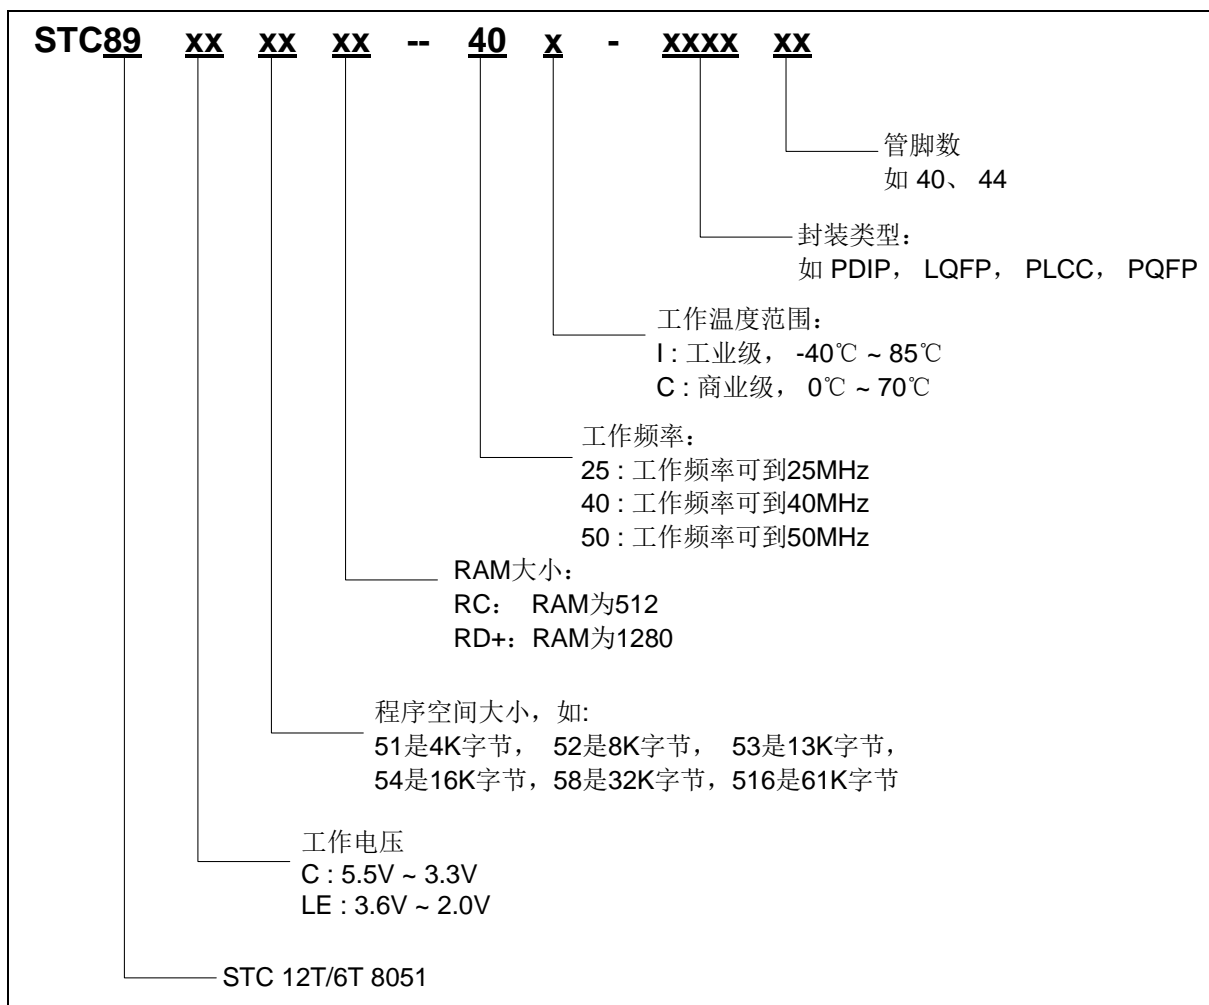 STC89 xx xx xx -- 40 x - xxxx xx
管脚数
如 40、 44
封装类型：
如 PDIP， LQFP， PLCC， PQFP
工作温度范围：
I : 工业级， -40℃ ~ 85℃
C : 商业级， 0℃ ~ 70℃
工作频率：
25 : 工作频率可到25MHz
40 : 工作频率可到40MHz
50 : 工作频率可到50MHz
RAM大小：
RC： RAM为512
RD+：RAM为1280
程序空间大小，如:
51是4K字节， 52是8K字节， 53是13K字节，
54是16K字节，58是32K字节，516是61K字节
工作电压
C : 5.5V ~ 3.3V
LE : 3.6V ~ 2.0V
STC 12T/6T 8051